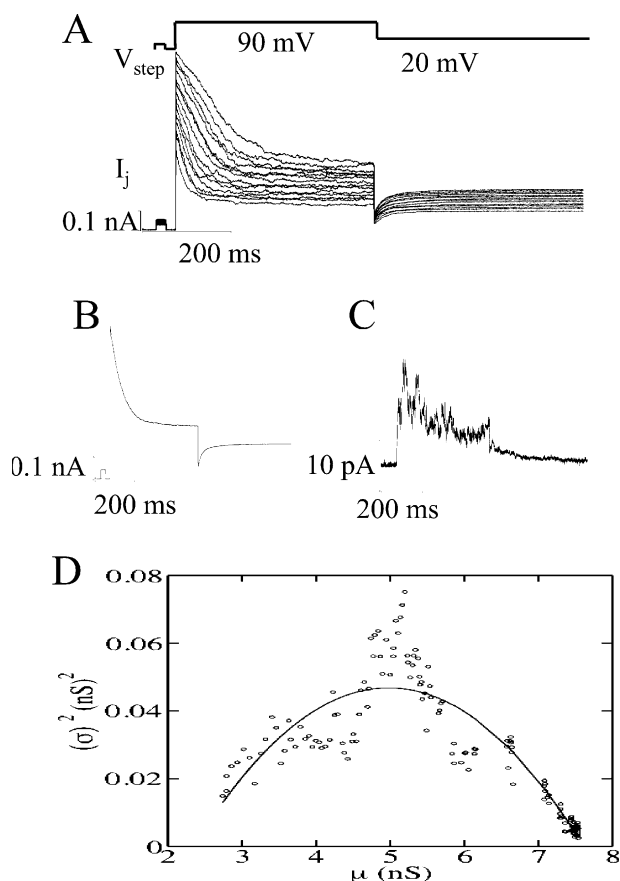 A
90 mV
V step
20 mV
I j
0.1 nA
200 ms
B
C
0.1 nA
10 pA
200 ms
200 ms
D
0.08
0.06
(σ)² (nS)²
0.04
0.02
0
2 3 4 5 6 7 8
μ (nS)